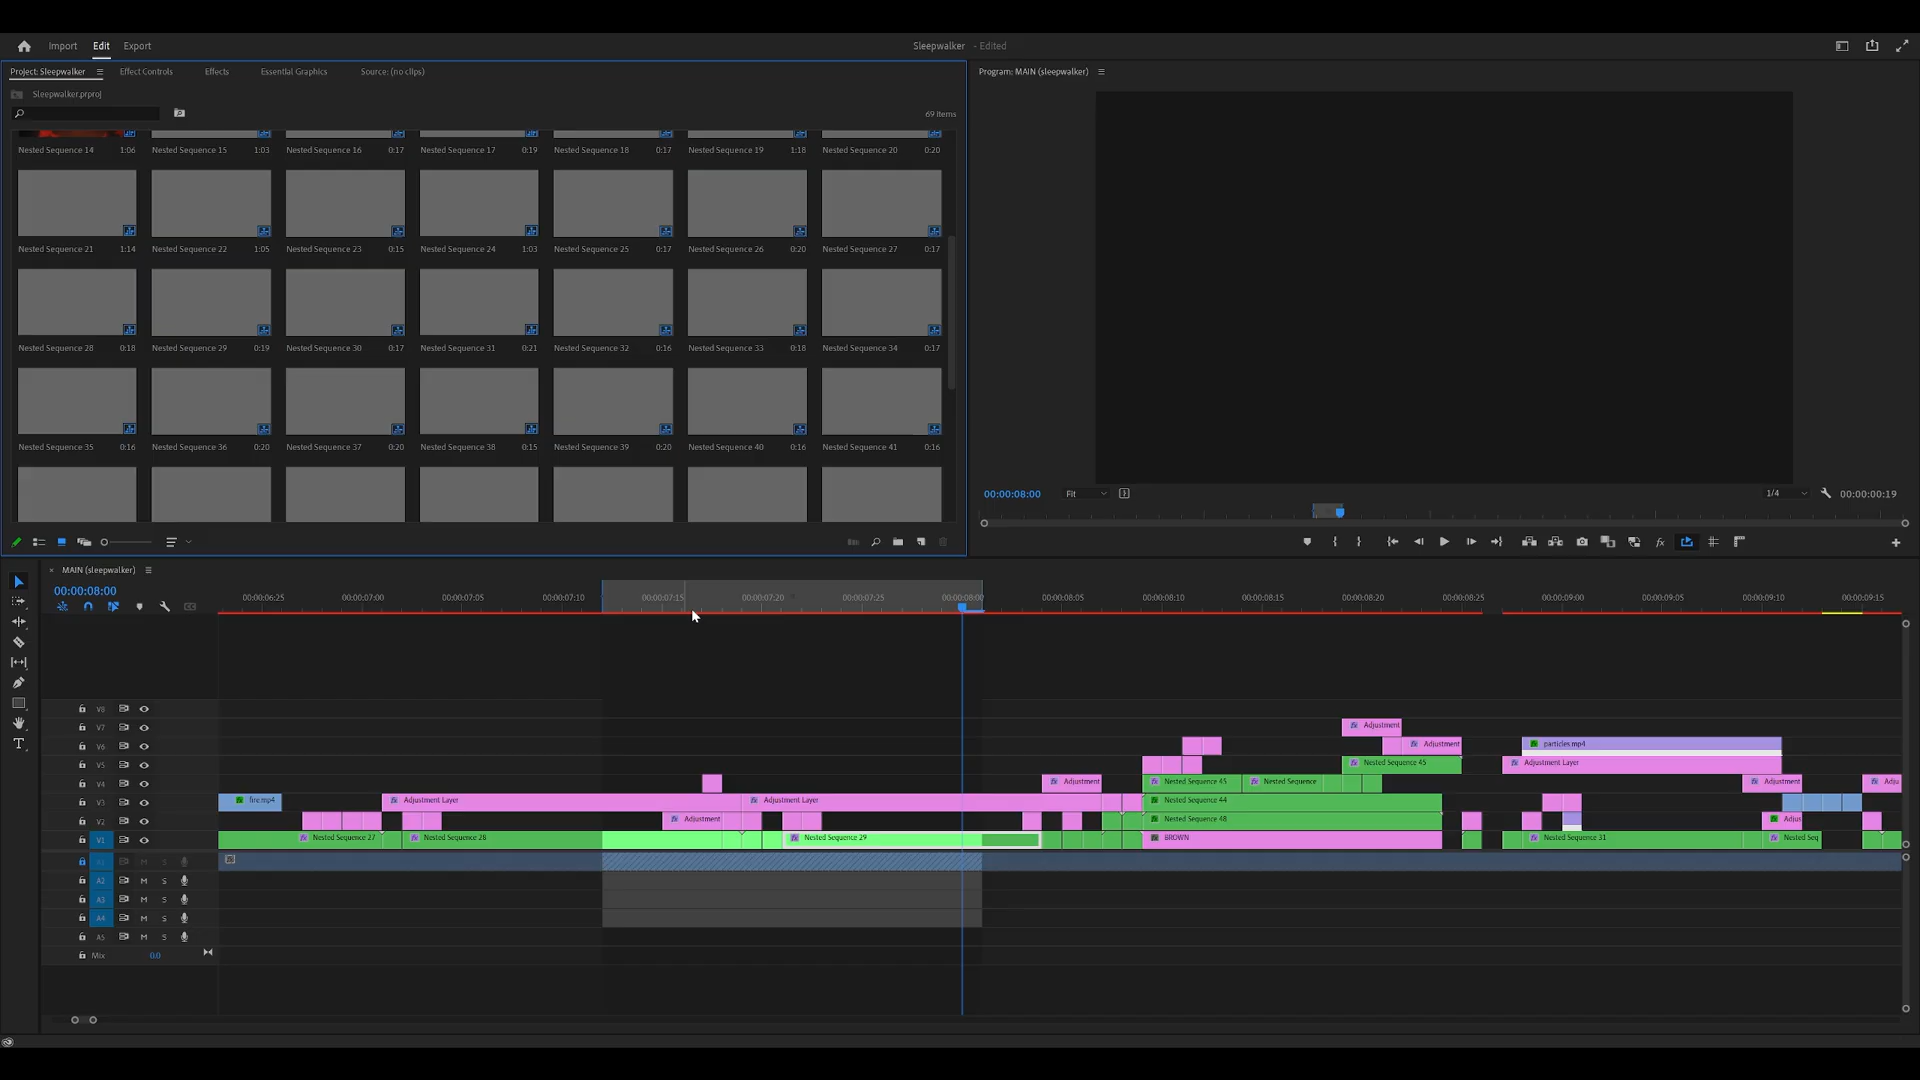 Import Edit Export
Sleepwalker - Edited
Project: Sleepwalker Effect Controls Effects Essential Graphics Source: (no clips)
Program: MAIN (sleepwalker)
Sleepwalker.prproj
69 items
Nested Sequence 14 1:06 Nested Sequence 15 1:03 Nested Sequence 16 0:17 Nested Sequence 17 0:19 Nested Sequence 18 0:17 Nested Sequence 19 1:18 Nested Sequence 20 0:20
Nested Sequence 21 1:14 Nested Sequence 22 1:05 Nested Sequence 23 0:15 Nested Sequence 24 1:03 Nested Sequence 25 0:17 Nested Sequence 26 0:20 Nested Sequence 27 0:17
Nested Sequence 28 0:18 Nested Sequence 29 0:19 Nested Sequence 30 0:17 Nested Sequence 31 0:21 Nested Sequence 32 0:16 Nested Sequence 33 0:18 Nested Sequence 34 0:17
Nested Sequence 35 0:16 Nested Sequence 36 0:20 Nested Sequence 37 0:20 Nested Sequence 38 0:15 Nested Sequence 39 0:20 Nested Sequence 40 0:16 Nested Sequence 41 0:16
00:00:08:00 Fit 1/4 00:00:00:19
MAIN (sleepwalker)
00:00:08:00
00:00:06:25 00:00:07:00 00:00:07:05 00:00:07:10 00:00:07:15 00:00:07:20 00:00:07:25 00:00:08:00 00:00:08:05 00:00:08:10 00:00:08:15 00:00:08:20 00:00:08:25 00:00:09:00 00:00:09:05 00:00:09:10 00:00:09:15
V8
V7 Adjustment
V6 Adjustment particles.mp4
V5 Nested Sequence 45 Adjustment Layer
V4 Adjustment Nested Sequence 45 Nested Sequence Adjustment Adju
V3 fire.mp4 Adjustment Layer Adjustment Layer Nested Sequence 44
V2 Adjustment Nested Sequence 48 Adjus
V1 Nested Sequence 27 Nested Sequence 28 Nested Sequence 29 BROWN Nested Sequence 31 Nested Seq
A1 M S
A2 M S
A3 M S
A4 M S
A5 M S
Mix 0.0